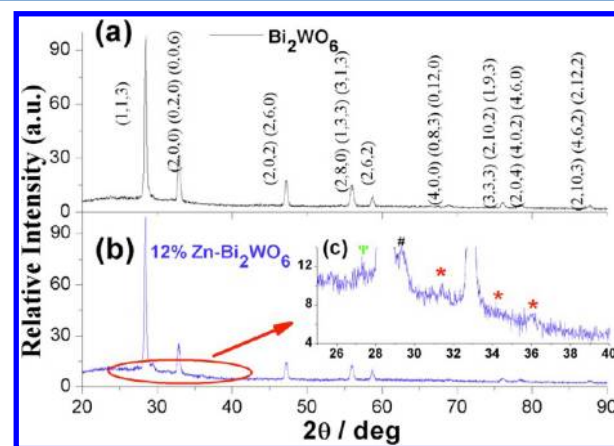 (a)
Bi2WO6
(1,1,3)
(2,0,0) (0,2,0) (0,0,6)
(2,0,2) (2,6,0)
(2,8,0) (1,3,3) (3,1,3)
(2,6,2)
(4,0,0) (0,8,3) (0,12,0)
(3,3,3) (2,10,2) (1,9,3)
(2,0,4) (4,0,2) (4,6,0)
(2,10,3) (4,6,2) (2,12,2)
90
60
30
0
Relative Intensity (a.u.)
(b)
12% Zn-Bi2WO6
90
60
30
0
(c)
Ψ
#
*
*
*
12
8
4
26 28 30 32 34 36 38 40
20 30 40 50 60 70 80 90
2θ / deg